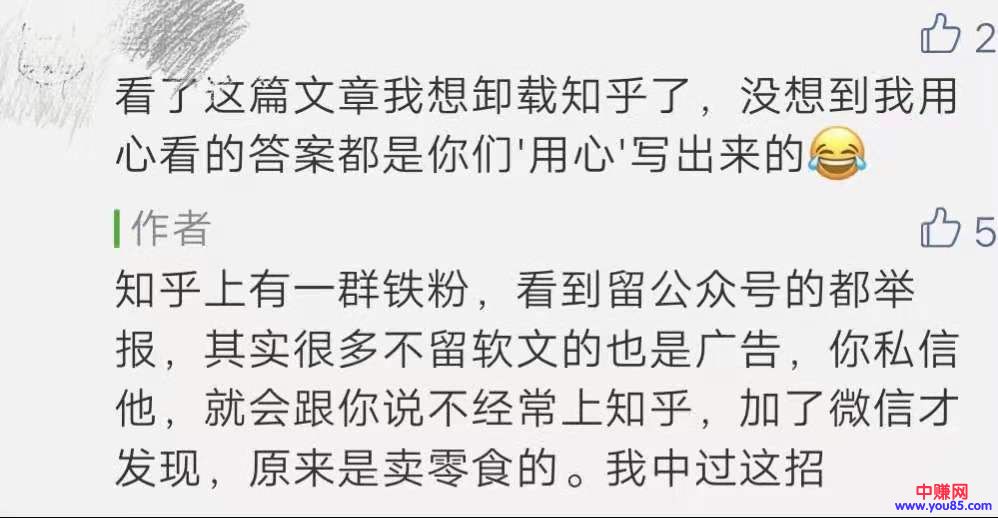 2
看了这篇文章我想卸载知乎了，没想到我用
心看的答案都是你们'用心'写出来的😂
作者
5
知乎上有一群铁粉，看到留公众号的都举
报，其实很多不留软文的也是广告，你私信
他，就会跟你说不经常上知乎，加了微信才
发现，原来是卖零食的。我中过这招
中赚网
www.you85.com